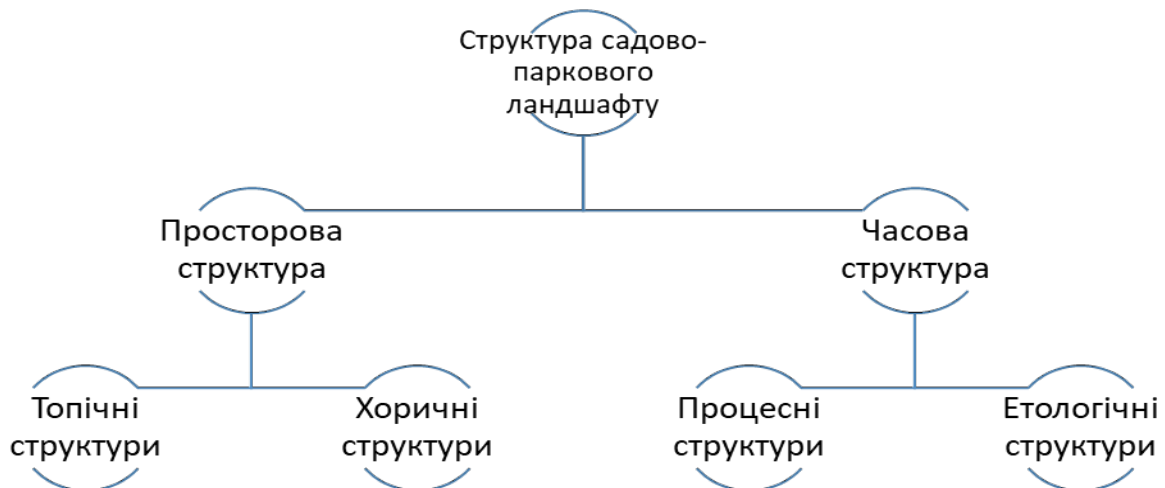 Структура садово-
паркового
ландшафту
Просторова
структура
Часова
структура
Топічні
структури
Хоричні
структури
Процесні
структури
Етологічні
структури